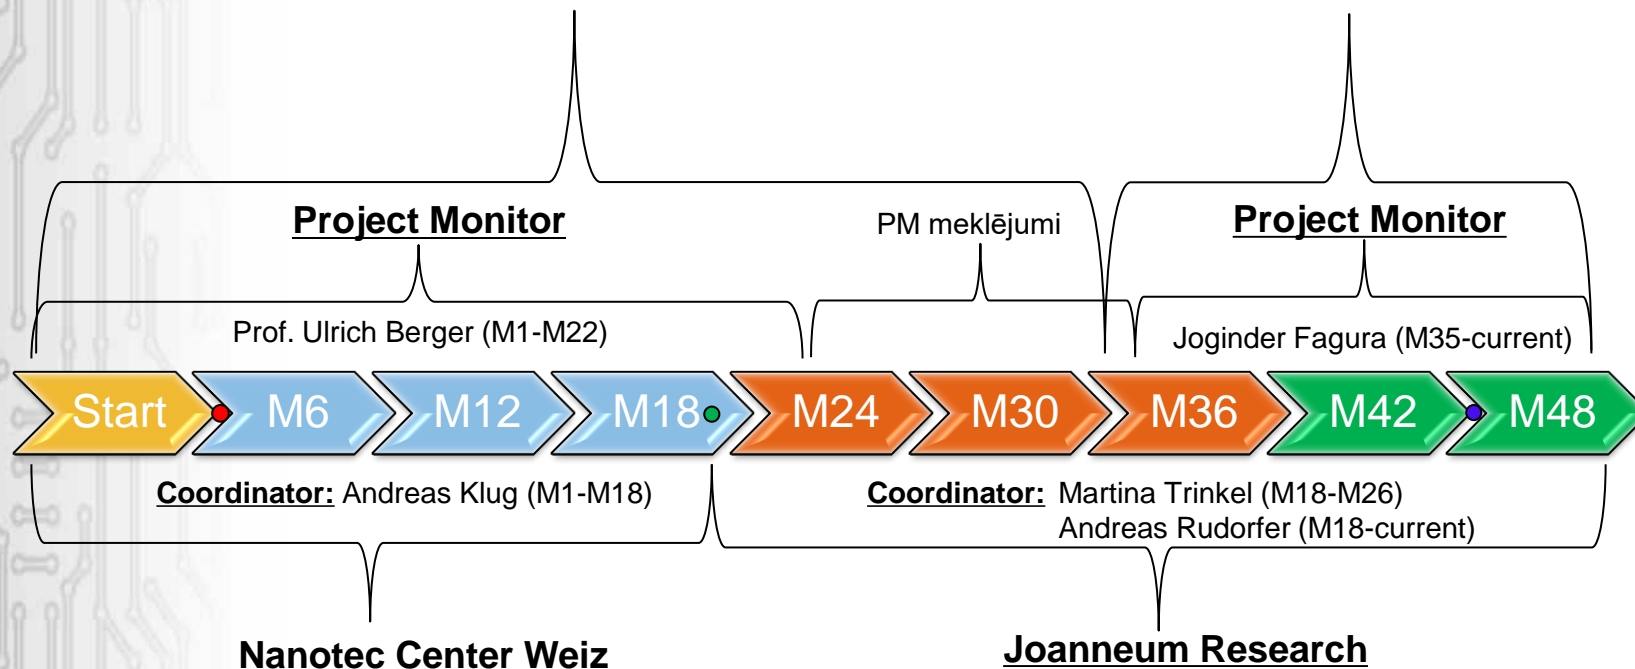 Project Monitor
PM meklējumi
Project Monitor
Prof. Ulrich Berger (M1-M22)
Joginder Fagura (M35-current)
Start
M6
M12
M18
M24
M30
M36
M42
M48
Coordinator: Andreas Klug (M1-M18)
Coordinator: Martina Trinkel (M18-M26)
Andreas Rudorfer (M18-current)
Nanotec Center Weiz
Joanneum Research